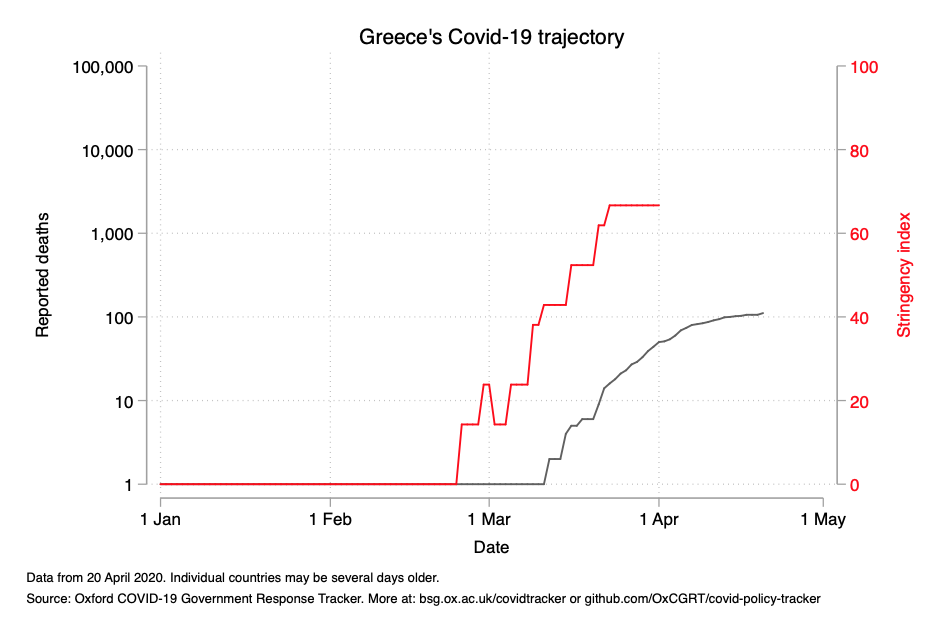 Greece's Covid-19 trajectory
100,000
10,000
1,000
100
10
1
Reported deaths
100
80
60
40
20
0
Stringency index
1 Jan
1 Feb
1 Mar
1 Apr
1 May
Date
Data from 20 April 2020. Individual countries may be several days older.
Source: Oxford COVID-19 Government Response Tracker. More at: bsg.ox.ac.uk/covidtracker or github.com/OxCGRT/covid-policy-tracker